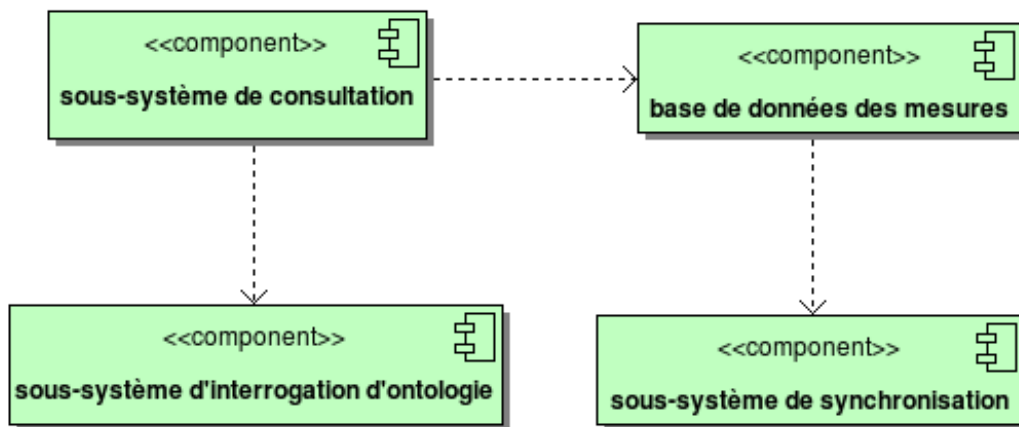 <<component>>
sous-système de consultation
<<component>>
base de données des mesures
<<component>>
sous-système d'interrogation d'ontologie
<<component>>
sous-système de synchronisation